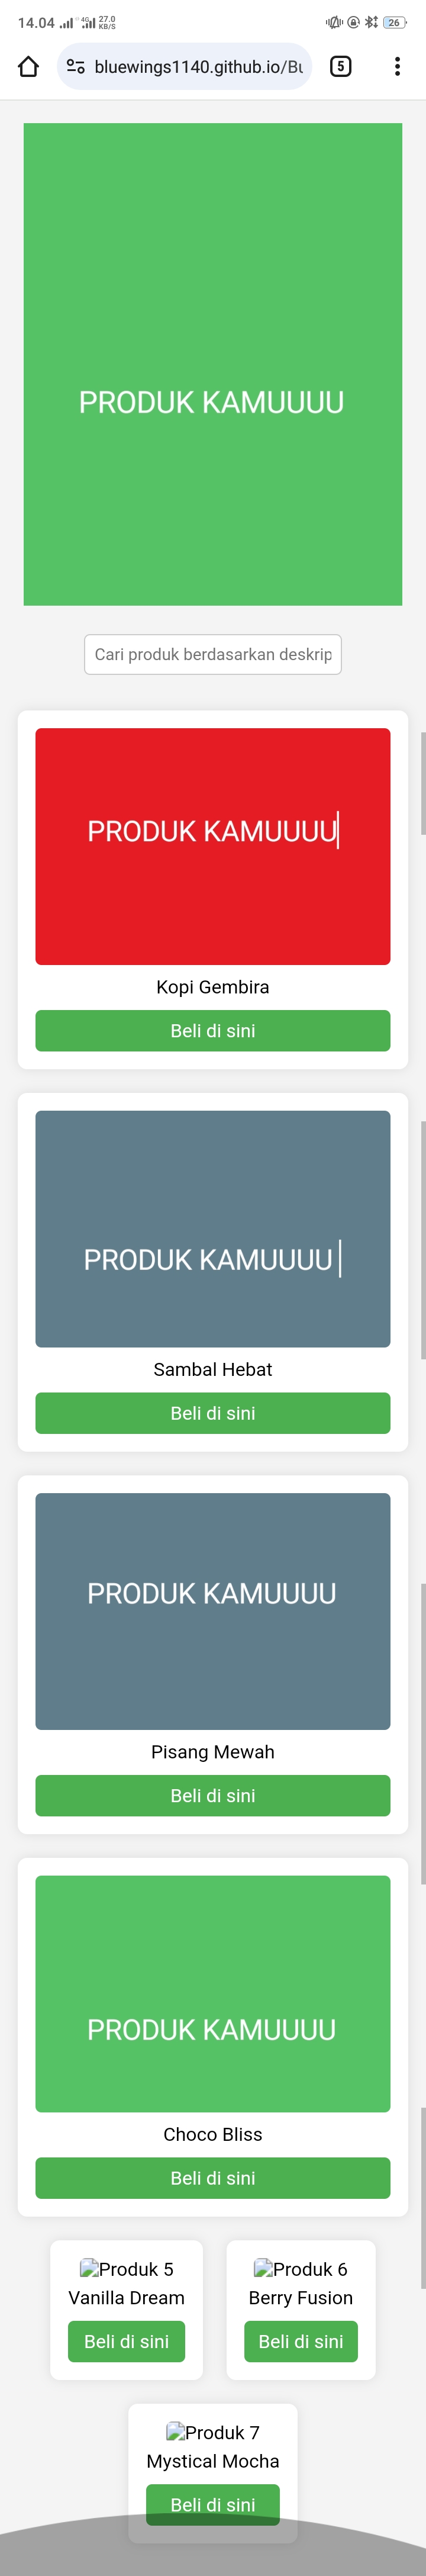 14.04 4G 27.0 KB/S 26
bluewings1140.github.io/Bu 5
PRODUK KAMUUUU
Cari produk berdasarkan deskrip
PRODUK KAMUUUU
Kopi Gembira
Beli di sini
PRODUK KAMUUUU
Sambal Hebat
Beli di sini
PRODUK KAMUUUU
Pisang Mewah
Beli di sini
PRODUK KAMUUUU
Choco Bliss
Beli di sini
Produk 5 Produk 6
Vanilla Dream Berry Fusion
Beli di sini Beli di sini
Produk 7
Mystical Mocha
Beli di sini